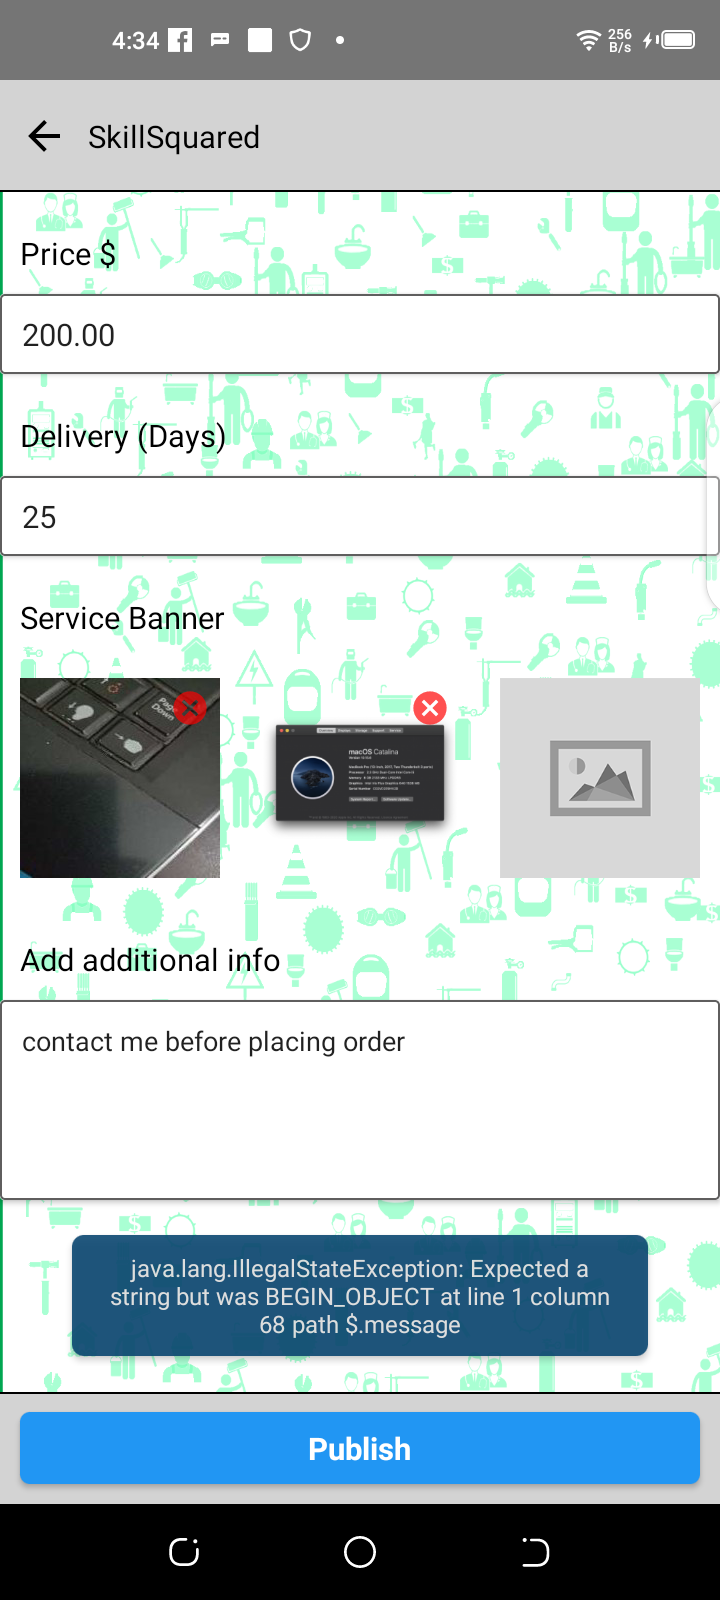 4:34
256
B/s
SkillSquared
Price $
200.00
Delivery (Days)
25
Service Banner
Page
Down
macOS Catalina
Add additional info
contact me before placing order
java.lang.IllegalStateException: Expected a
string but was BEGIN_OBJECT at line 1 column
68 path $.message
Publish